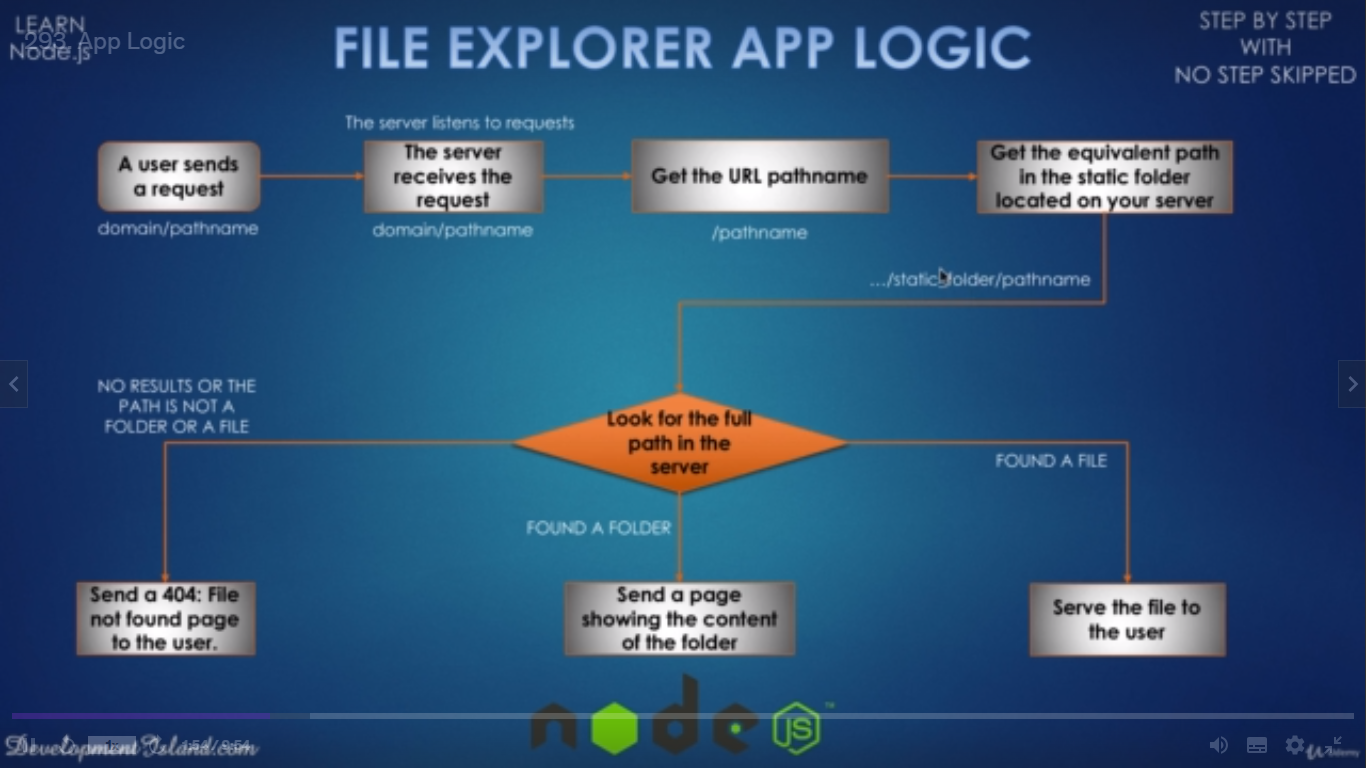 LEARN
Node.js
293. App Logic
FILE EXPLORER APP LOGIC
STEP BY STEP
WITH
NO STEP SKIPPED
The server listens to requests
A user sends
a request
The server
receives the
request
Get the URL pathname
Get the equivalent path
in the static folder
located on your server
domain/pathname
domain/pathname
/pathname
.../static_folder/pathname
NO RESULTS OR THE
PATH IS NOT A
FOLDER OR A FILE
Look for the full
path in the
server
FOUND A FILE
FOUND A FOLDER
Send a 404: File
not found page
to the user.
Send a page
showing the content
of the folder
Serve the file to
the user
node
JS
TM
Development Island.com
Udemy